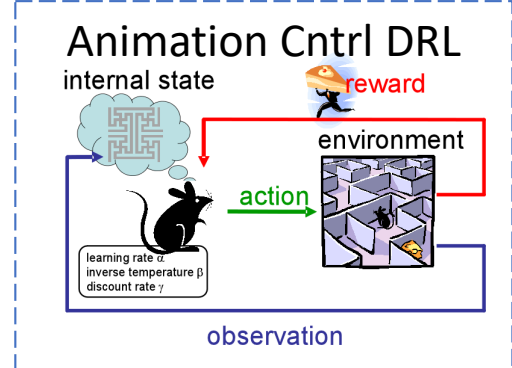 Animation Cntrl DRL
internal state
reward
environment
action
learning rate α
inverse temperature β
discount rate γ
observation